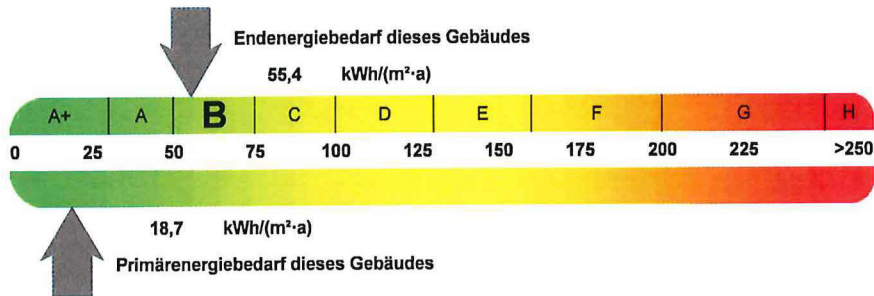 Endenergiebedarf dieses Gebäudes
55,4 kWh/(m²·a)
A+ A B C D E F G H
0 25 50 75 100 125 150 175 200 225 >250
18,7 kWh/(m²·a)
Primärenergiebedarf dieses Gebäudes